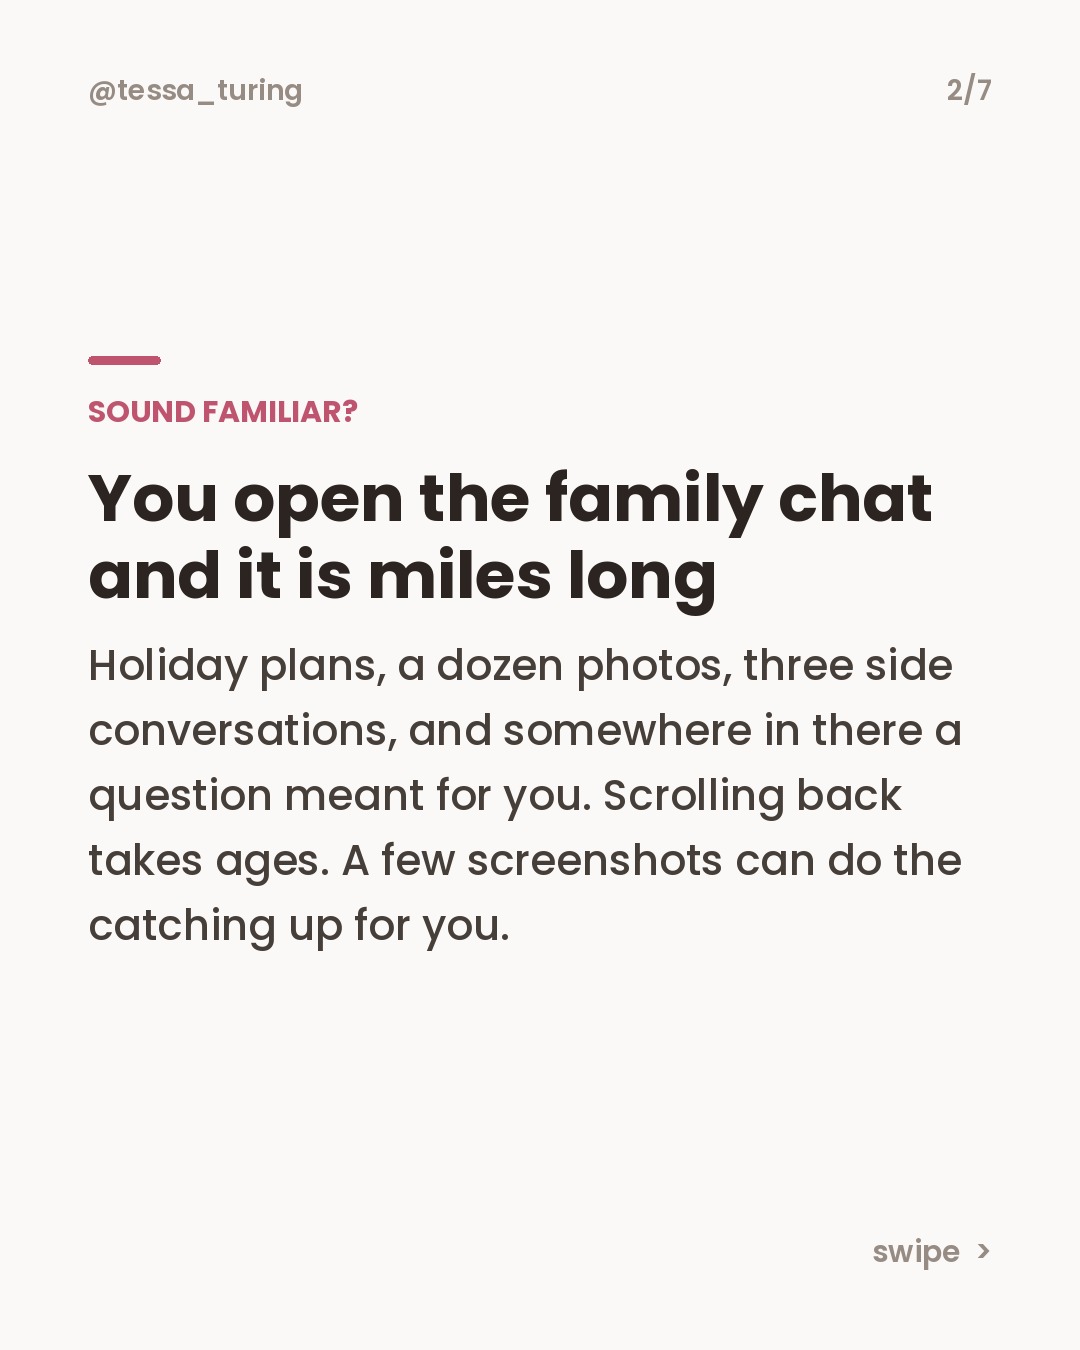 @tessa_turing
2/7
SOUND FAMILIAR?
You open the family chat
and it is miles long
Holiday plans, a dozen photos, three side
conversations, and somewhere in there a
question meant for you. Scrolling back
takes ages. A few screenshots can do the
catching up for you.
swipe >